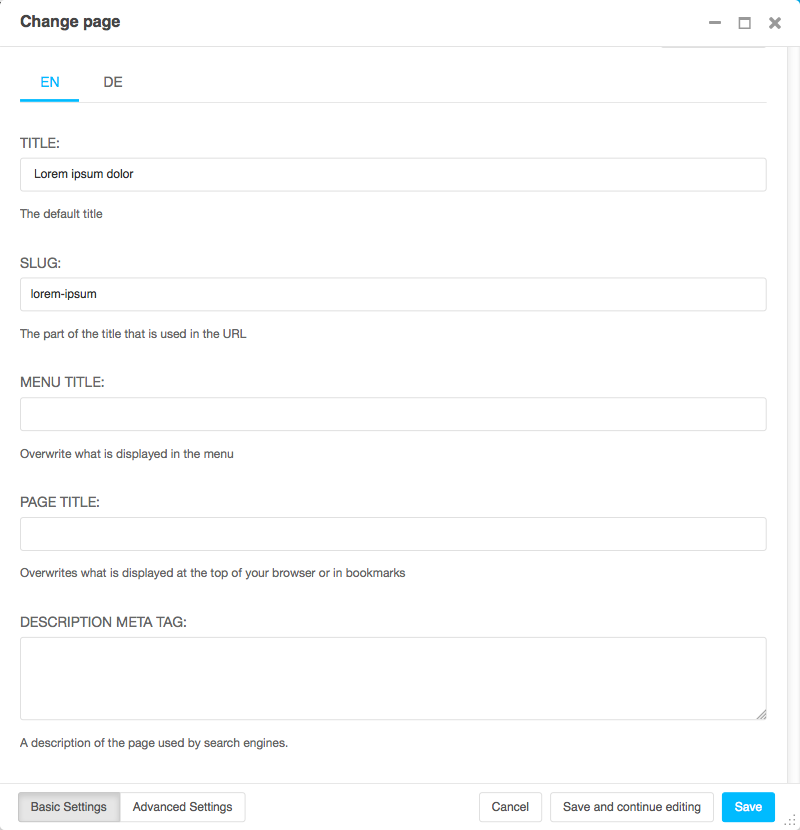 Change page
EN DE
TITLE:
Lorem ipsum dolor
The default title
SLUG:
lorem-ipsum
The part of the title that is used in the URL
MENU TITLE:
Overwrite what is displayed in the menu
PAGE TITLE:
Overwrites what is displayed at the top of your browser or in bookmarks
DESCRIPTION META TAG:
A description of the page used by search engines.
Basic Settings Advanced Settings Cancel Save and continue editing Save